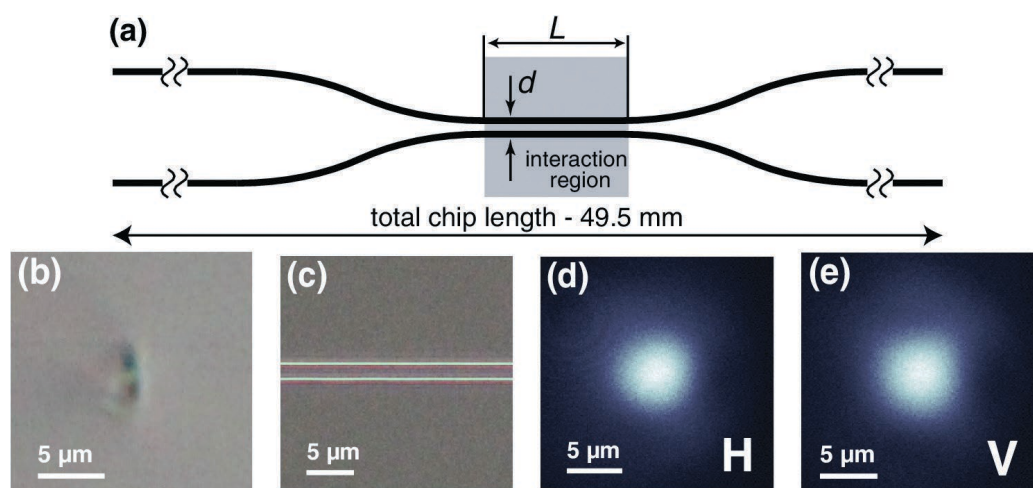 (a)
L
d
interaction
region
total chip length - 49.5 mm
(b)
5 µm
(c)
5 µm
(d)
5 µm
H
(e)
5 µm
V